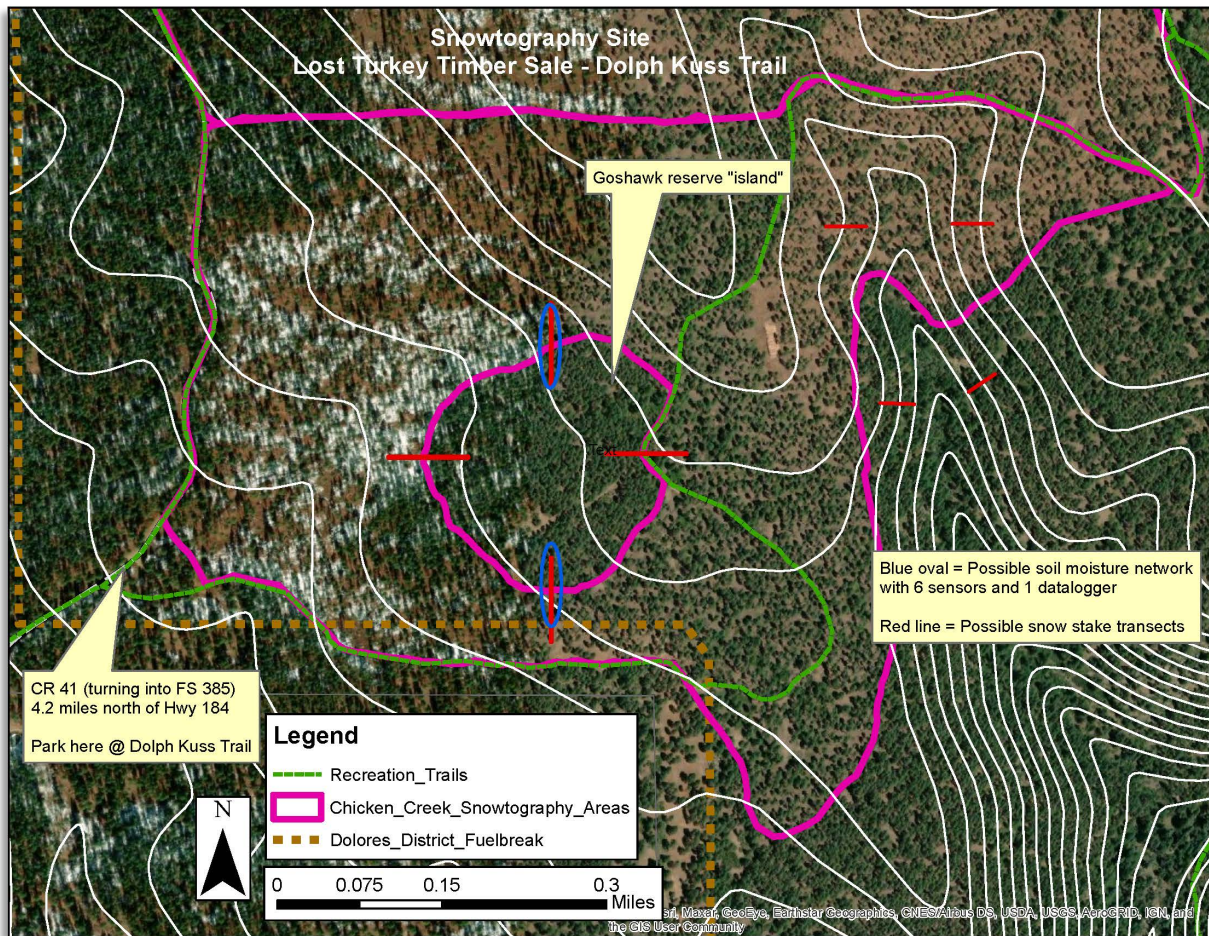 Snowtography Site
Lost Turkey Timber Sale - Dolph Kuss Trail
Goshawk reserve "island"
Blue oval = Possible soil moisture network
with 6 sensors and 1 datalogger
Red line = Possible snow stake transects
CR 41 (turning into FS 385)
4.2 miles north of Hwy 184
Park here @ Dolph Kuss Trail
Legend
Recreation_Trails
Chicken_Creek_Snowtography_Areas
Dolores_District_Fuelbreak
N
0 0.075 0.15 0.3
Miles
Maxar, GeoEye, Earthstar Geographics, CNES/Airbus DS, USDA, USGS, AeroGRID, IGN, and
the GIS User Community